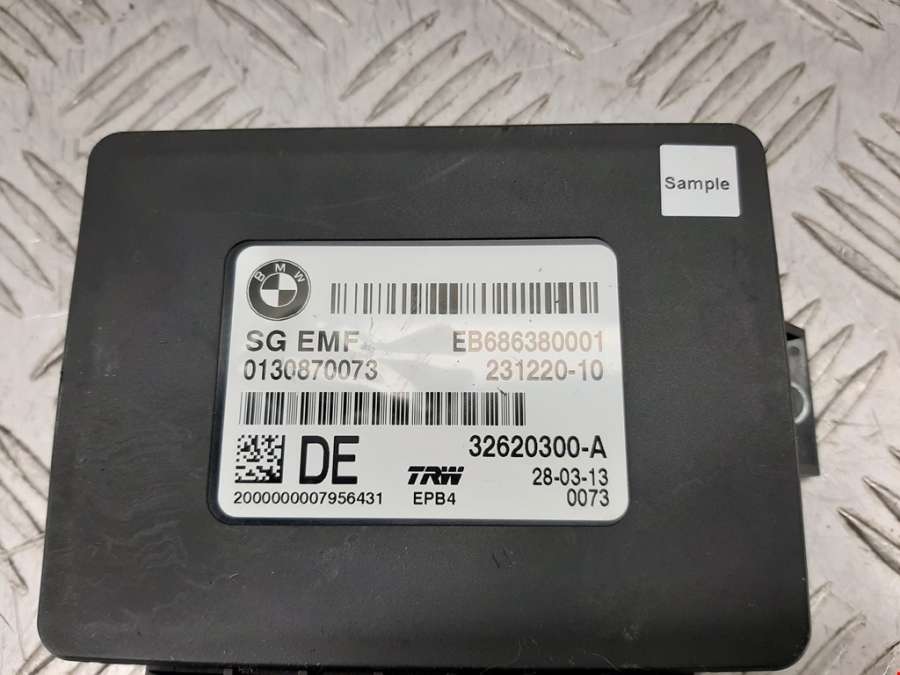 Sample
BMW
SG EMF EB686380001
0130870073 231220-10
DE 32620300-A
TRW 28-03-13
2000000007956431 EPB4 0073